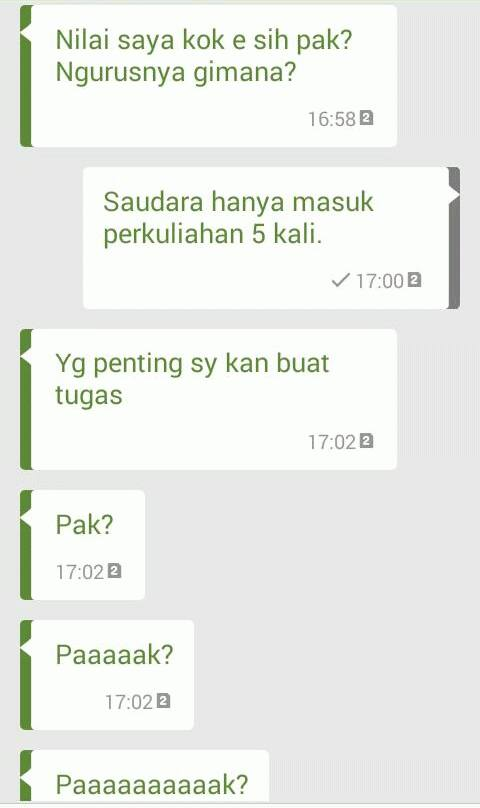 Nilai saya kok e sih pak?
Ngurusnya gimana?
16:58 2
Saudara hanya masuk
perkuliahan 5 kali.
17:00 2
Yg penting sy kan buat
tugas
17:02 2
Pak?
17:02 2
Paaaaak?
17:02 2
Paaaaaaaaaak?